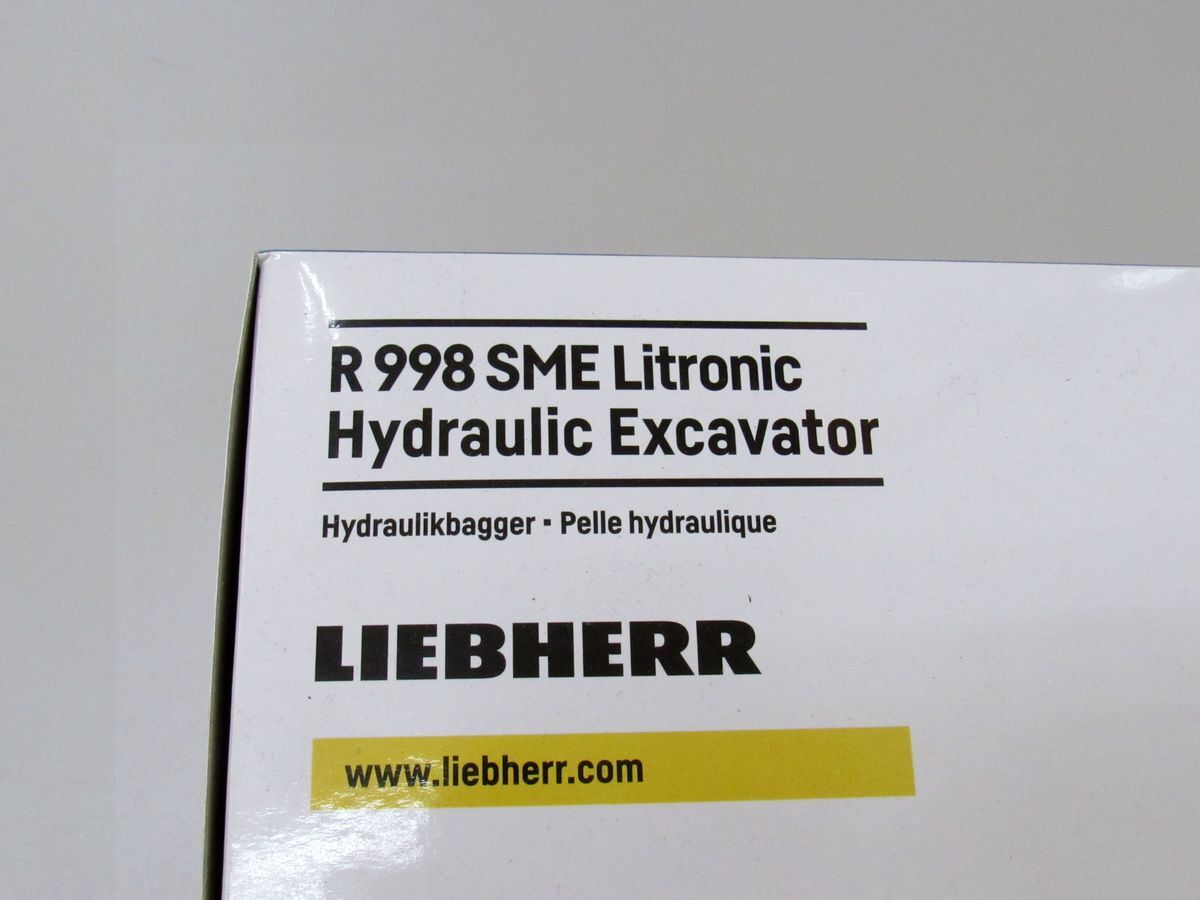 R 998 SME Litronic
Hydraulic Excavator
Hydraulikbagger ▪ Pelle hydraulique
LIEBHERR
www.liebherr.com